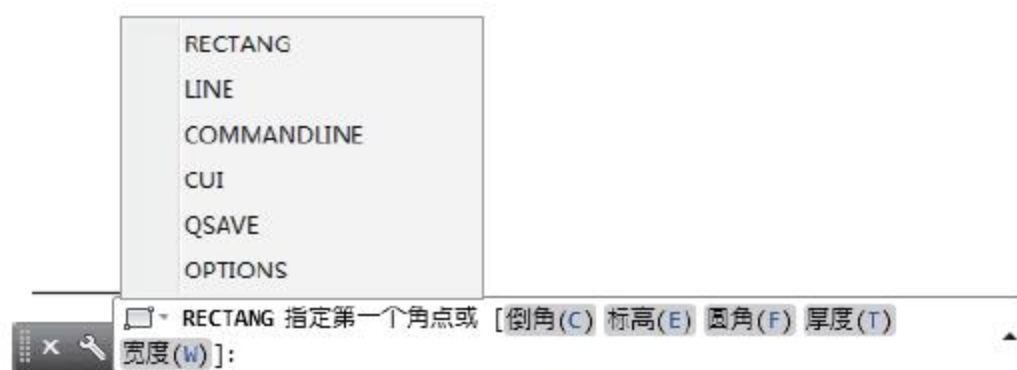 RECTANG
LINE
COMMANDLINE
CUI
QSAVE
OPTIONS
RECTANG 指定第一个角点或 [倒角(C) 标高(E) 圆角(F) 厚度(T)
宽度(W)]: